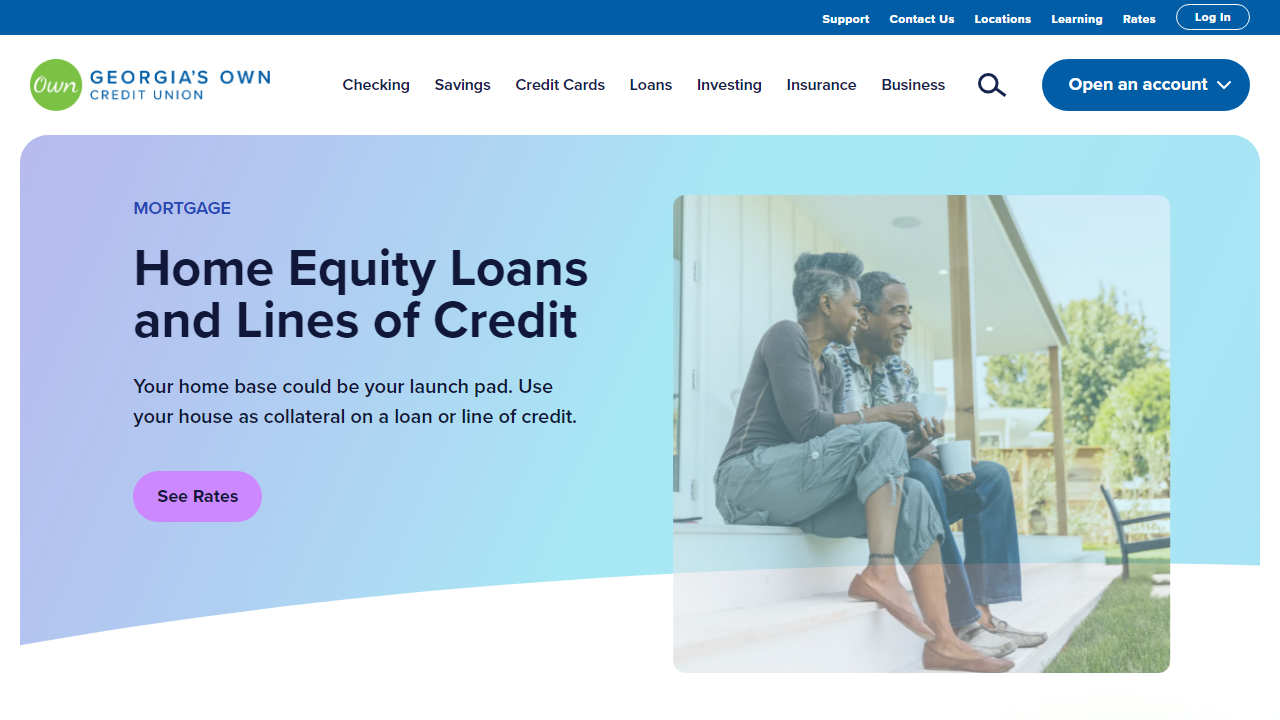 Support Contact Us Locations Learning Rates Log In
Own GEORGIA'S OWN
CREDIT UNION
Checking Savings Credit Cards Loans Investing Insurance Business Open an account
MORTGAGE
Home Equity Loans
and Lines of Credit
Your home base could be your launch pad. Use
your house as collateral on a loan or line of credit.
See Rates